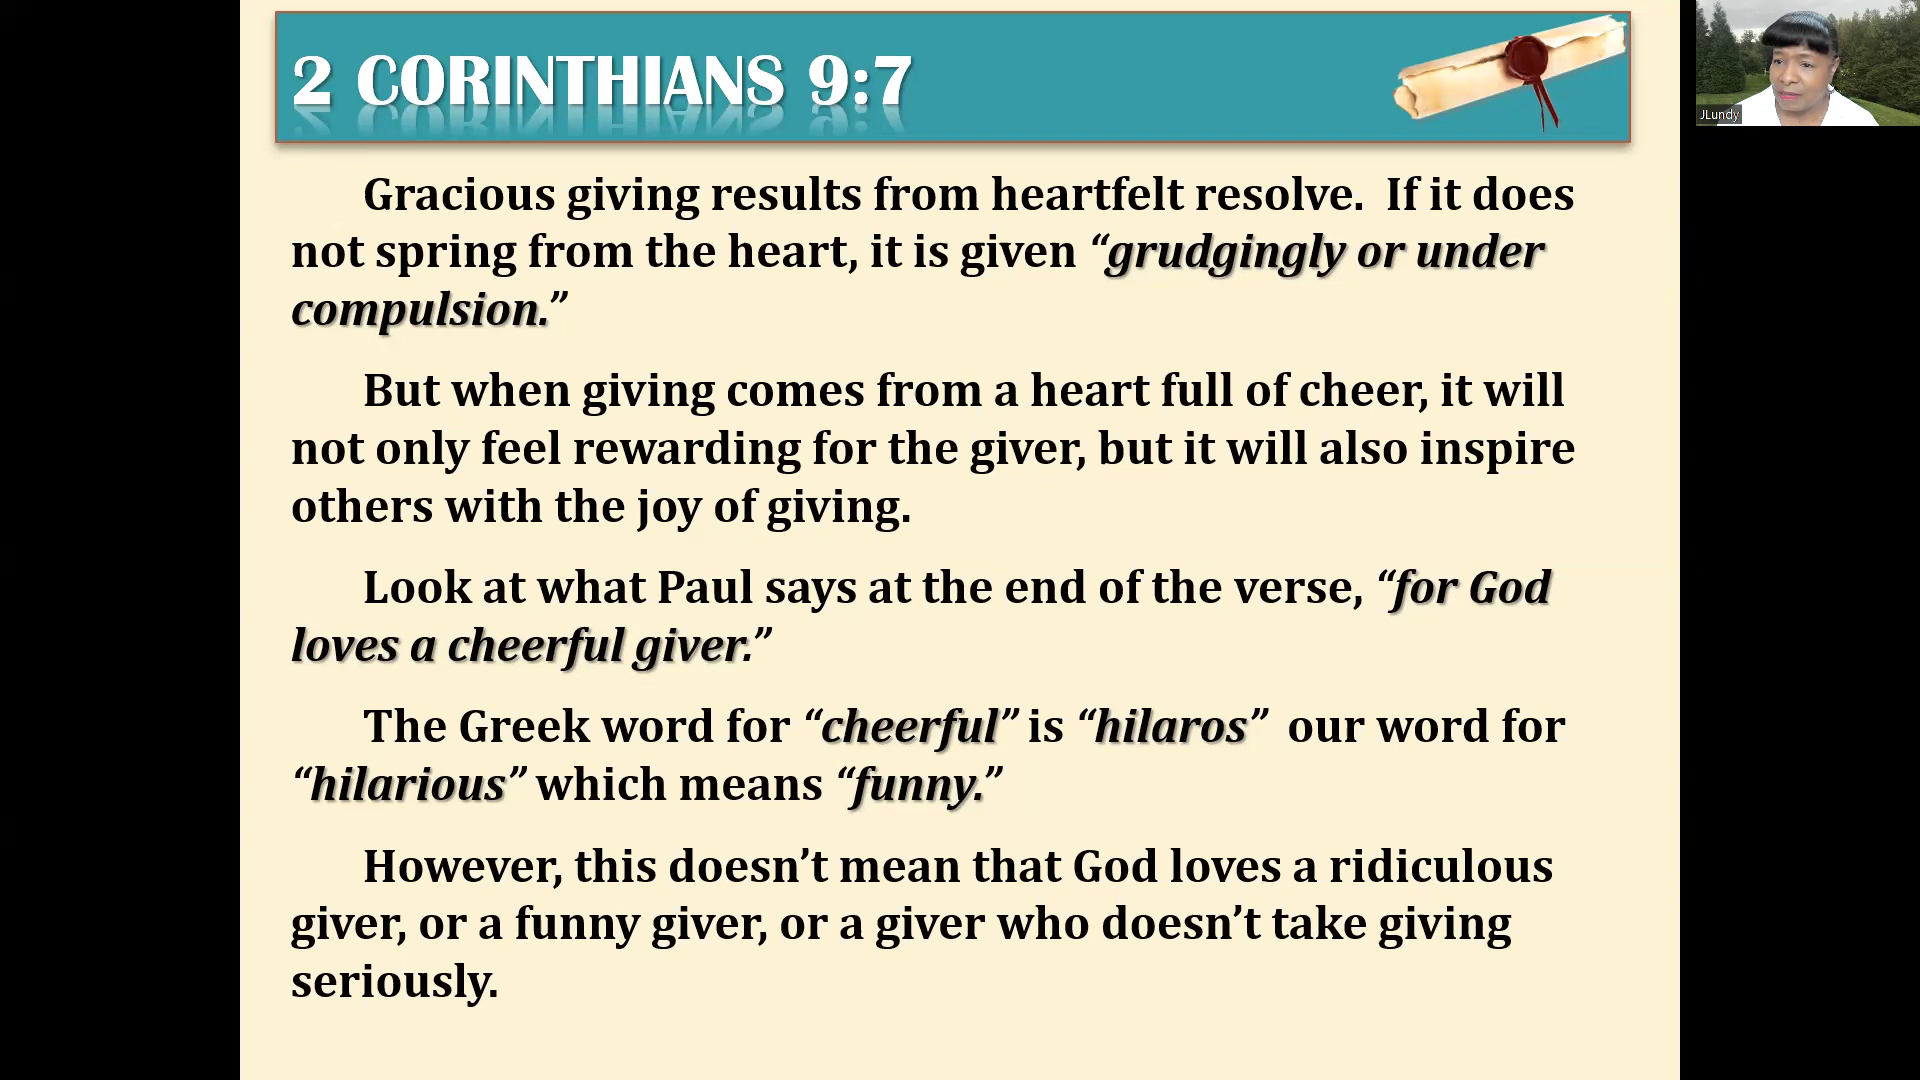 2 CORINTHIANS 9:7
JLundy
Gracious giving results from heartfelt resolve.  If it does
not spring from the heart, it is given “grudgingly or under
compulsion.”
But when giving comes from a heart full of cheer, it will
not only feel rewarding for the giver, but it will also inspire
others with the joy of giving.
Look at what Paul says at the end of the verse, “for God
loves a cheerful giver.”
The Greek word for “cheerful” is “hilaros”  our word for
“hilarious” which means “funny.”
However, this doesn’t mean that God loves a ridiculous
giver, or a funny giver, or a giver who doesn’t take giving
seriously.